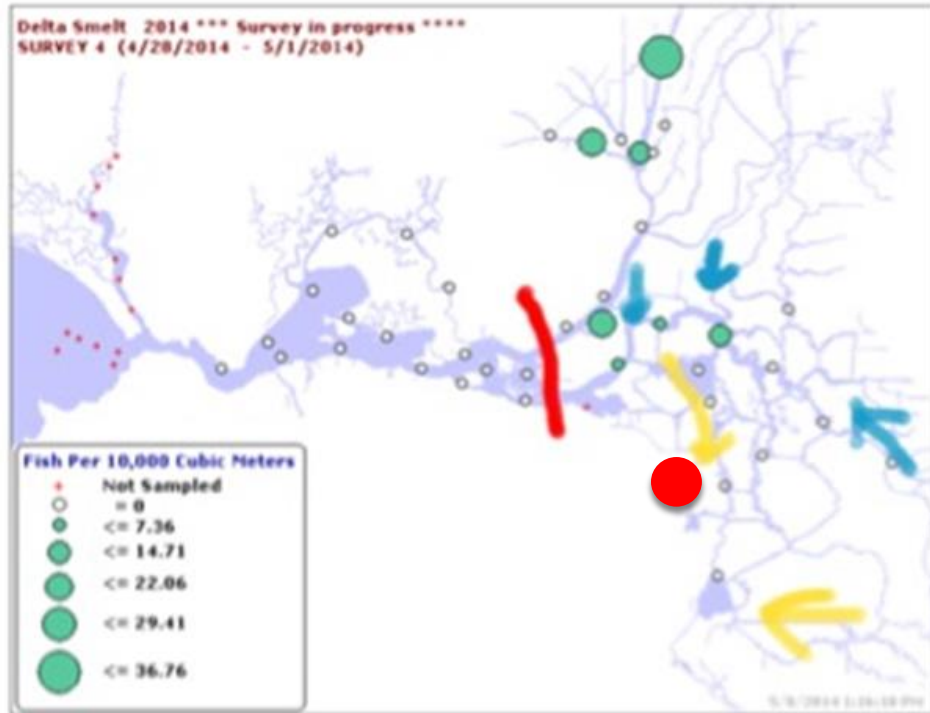 Delta Smelt 2014 *** Survey in progress ****
SURVEY 4 (4/28/2014 - 5/1/2014)
Fish Per 10,000 Cubic Meters
Not Sampled
= 0
<= 7.36
<= 14.71
<= 22.06
<= 29.41
<= 36.76